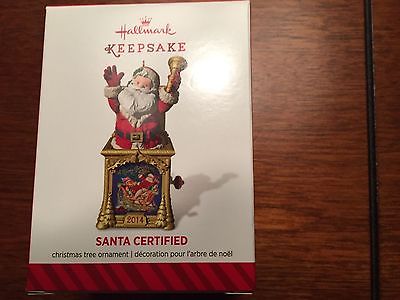 Hallmark
KEEPSAKE
2014
SANTA CERTIFIED
christmas tree ornament | décoration pour l'arbre de noël